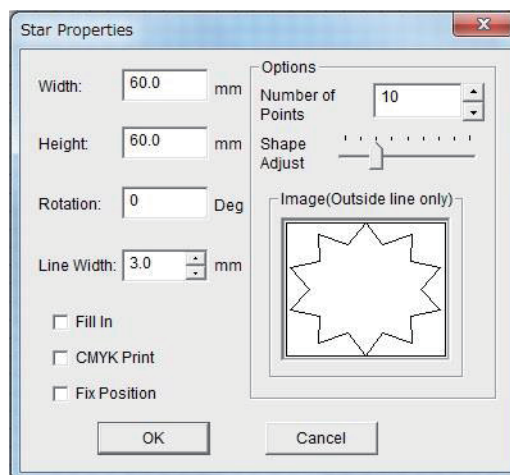 Star Properties
Width: 60.0 mm
Height: 60.0 mm
Rotation: 0 Deg
Line Width: 3.0 mm
Fill In
CMYK Print
Fix Position
Options
Number of
Points
10
Shape
Adjust
Image(Outside line only)
OK
Cancel